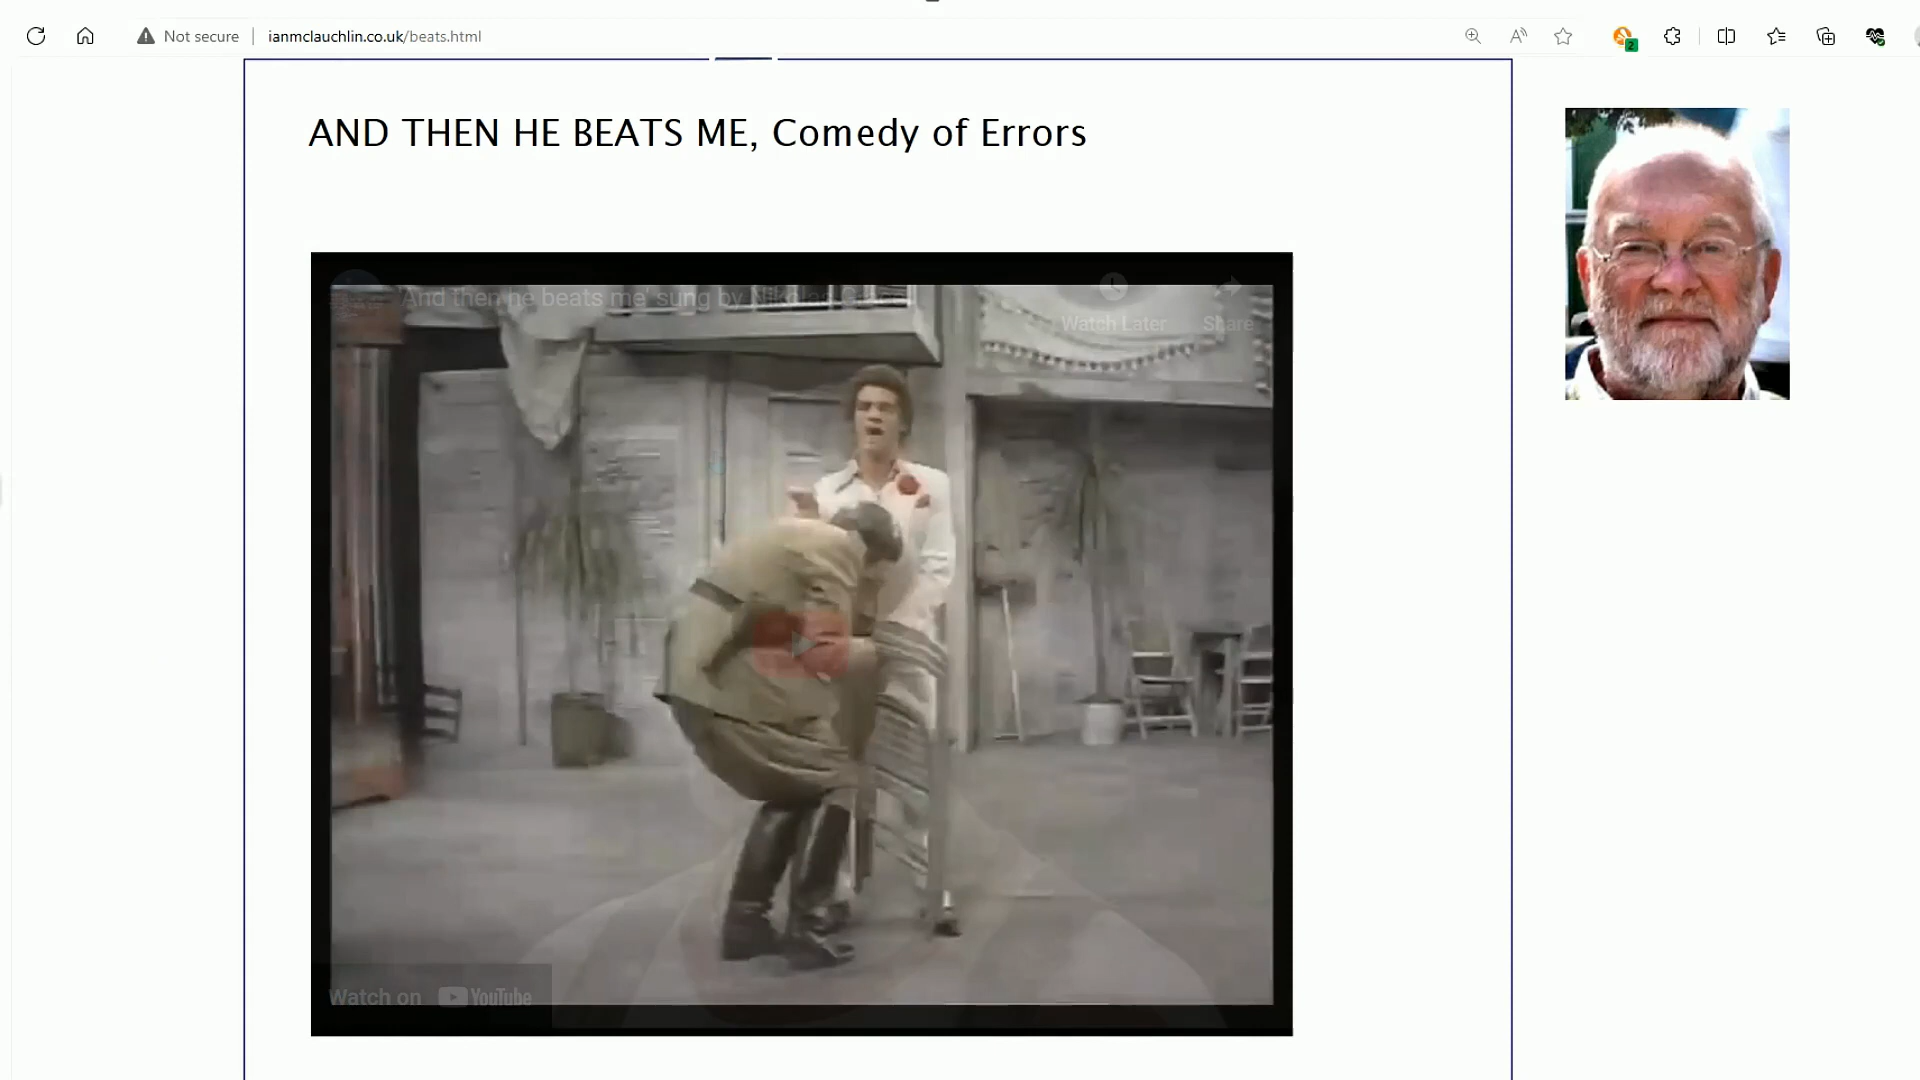 Not secure
ianmclauchlin.co.uk/beats.html
2
AND THEN HE BEATS ME, Comedy of Errors
And then he beats me' sung by
Watch Later
Share
Watch on YouTube